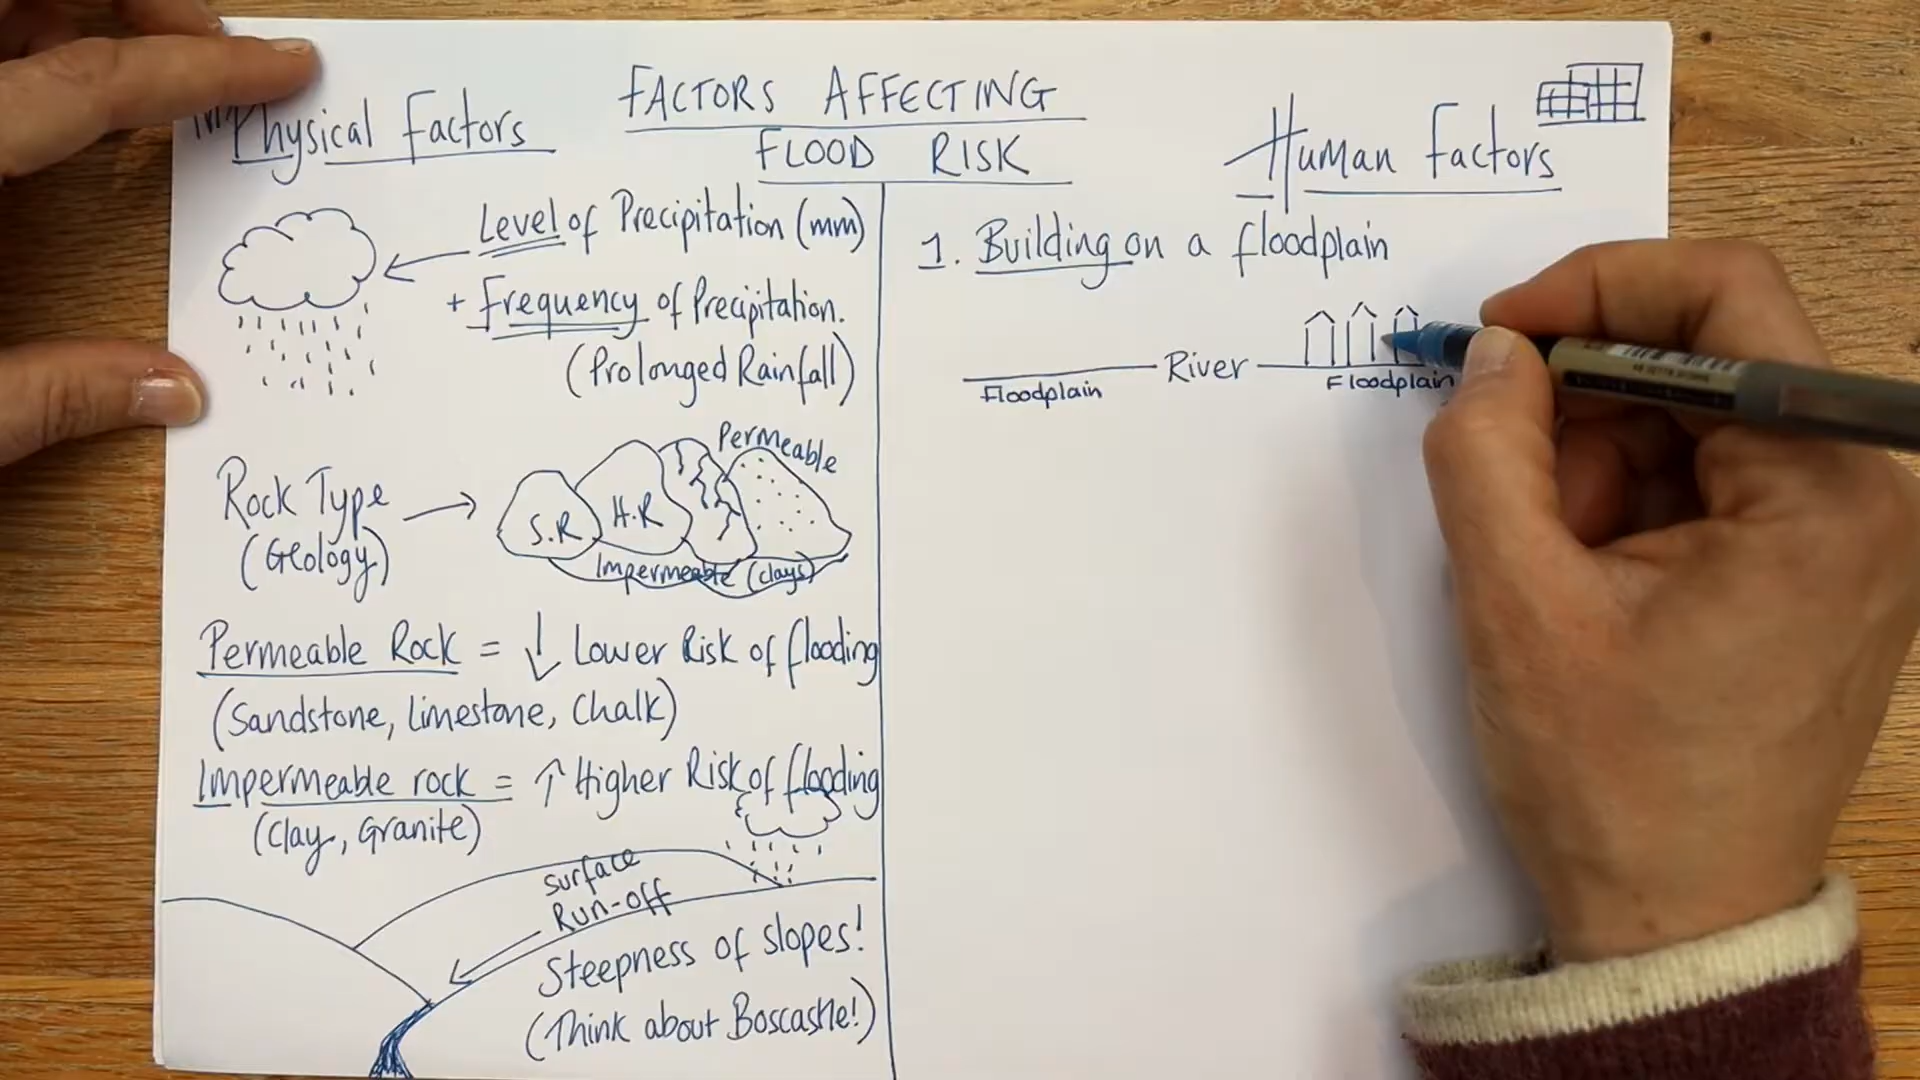 FACTORS AFFECTING
FLOOD RISK
Physical Factors
Level of Precipitation (mm)
+ Frequency of Precipitation.
(Prolonged Rainfall)
Rock Type
(Geology)
S.R
H.R
Permeable
Impermeable (clays)
Permeable Rock = ↓ Lower Risk of flooding
(Sandstone, Limestone, Chalk)
Impermeable rock = ↑ Higher Risk of flooding
(Clay, Granite)
Surface
Run-off
Steepness of slopes!
(Think about Boscastle!)
Human Factors
1. Building on a floodplain
Floodplain
River
Floodplain